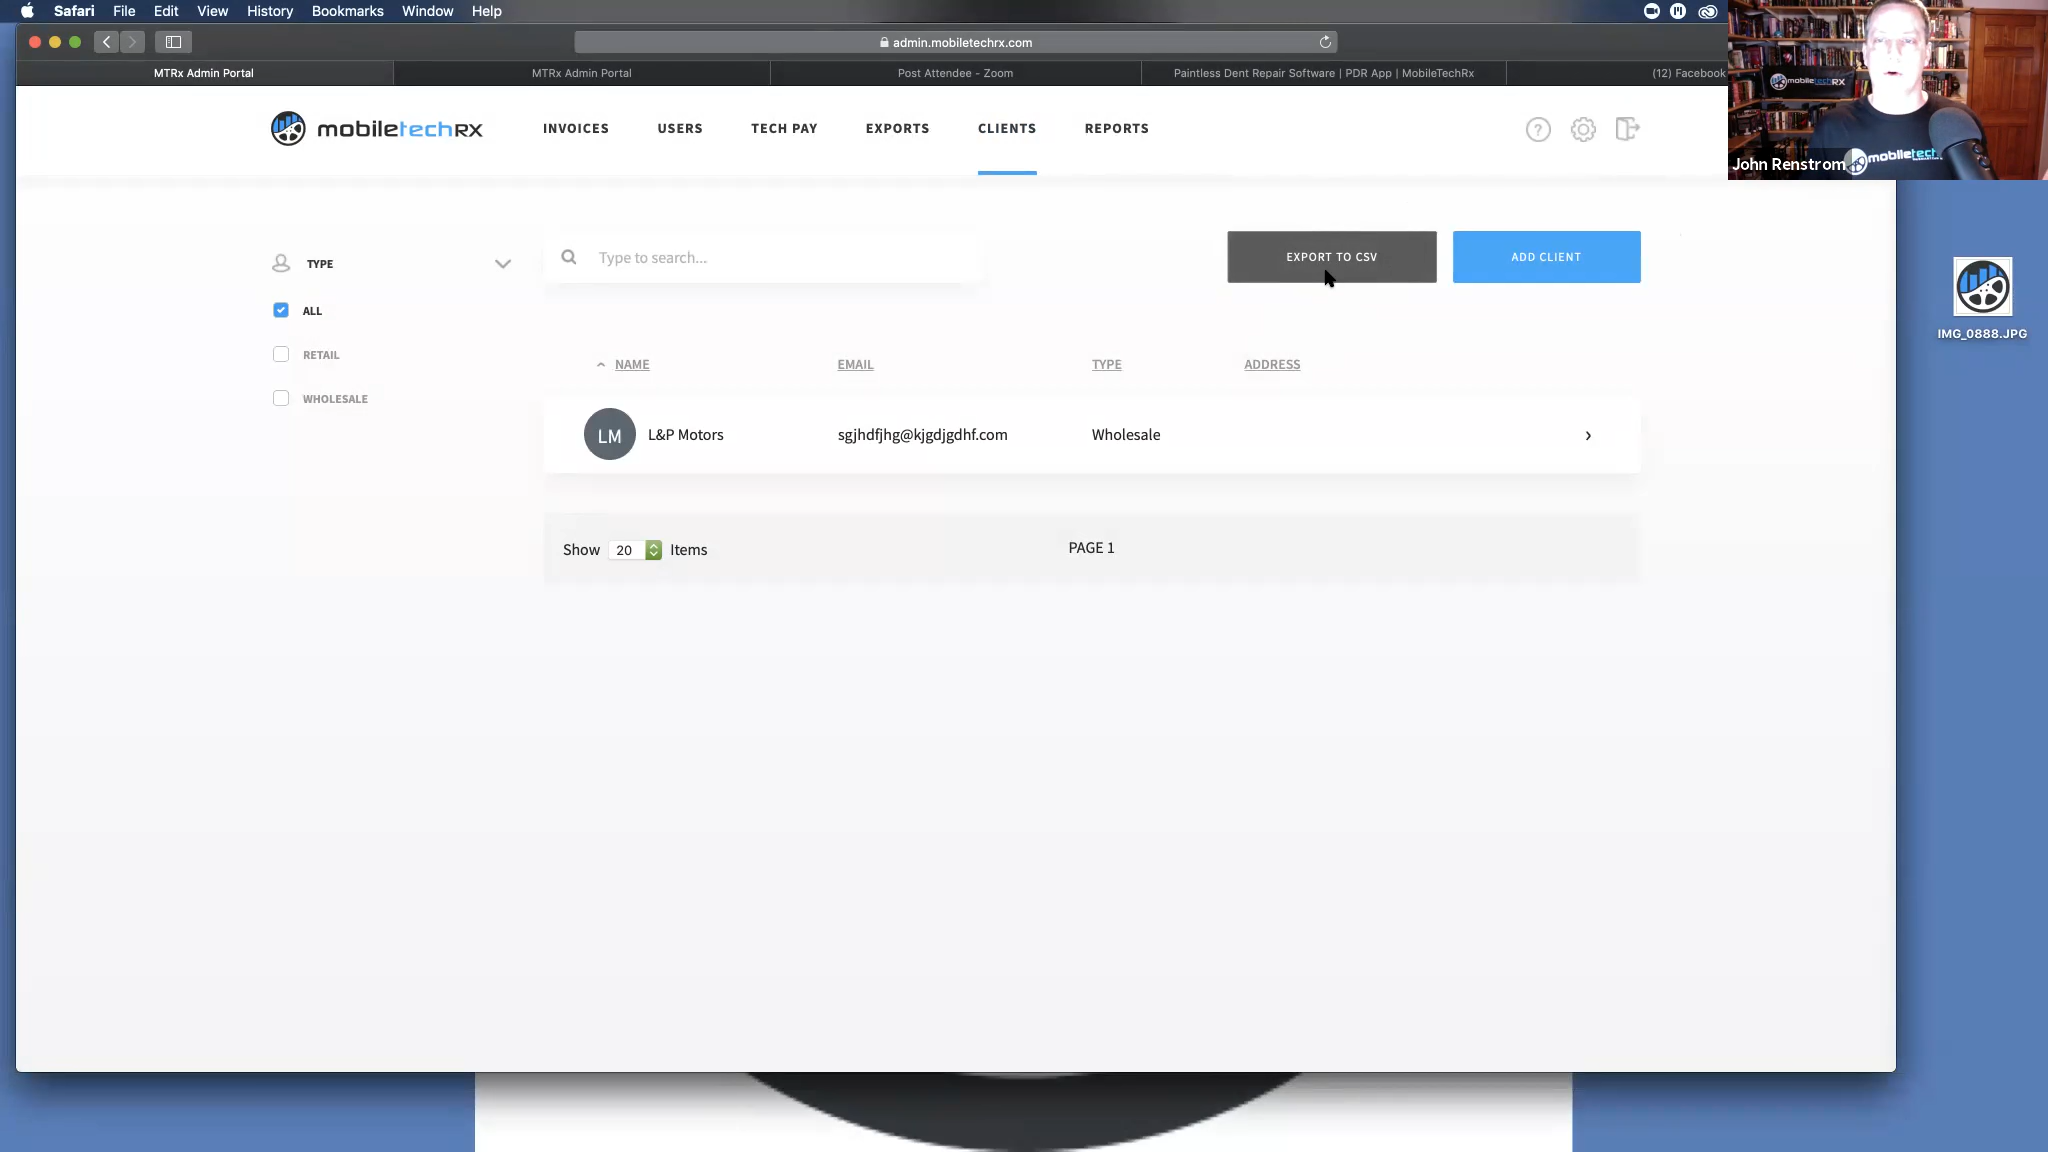 Safari File Edit View History Bookmarks Window Help
admin.mobiletechrx.com
MTRx Admin Portal MTRx Admin Portal Post Attendee - Zoom Paintless Dent Repair Software | PDR App | MobileTechRx (12) Facebook
mobiletechRX
John Renstrom mobiletech
mobiletechRX INVOICES USERS TECH PAY EXPORTS CLIENTS REPORTS ?
TYPE Type to search... EXPORT TO CSV ADD CLIENT
ALL
RETAIL
WHOLESALE
NAME EMAIL TYPE ADDRESS
LM L&P Motors sgjhdfjhg@kjgdjgdhf.com Wholesale
Show 20 Items PAGE 1
IMG_0888.JPG